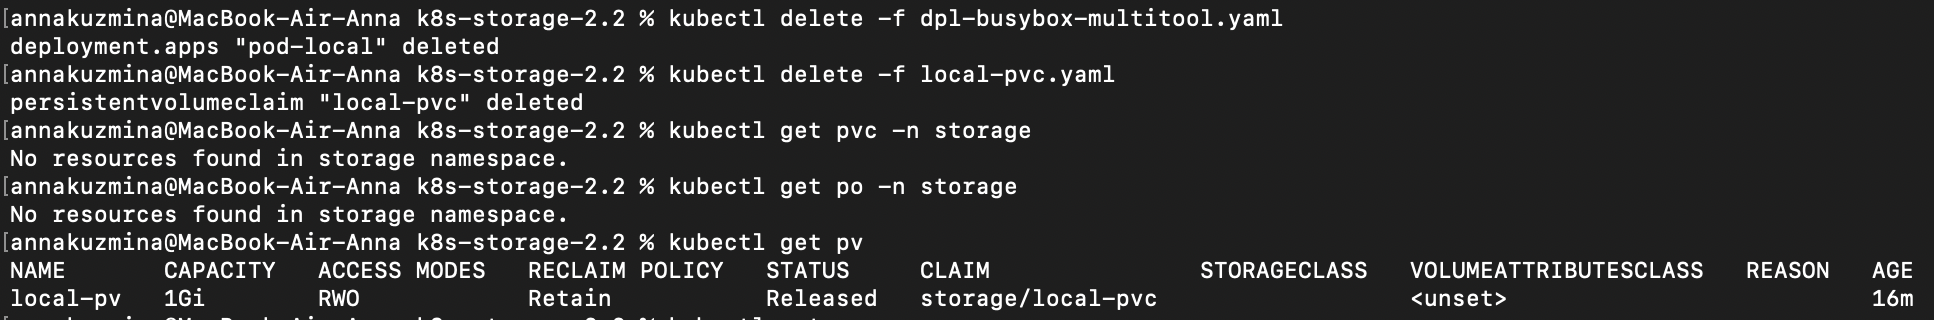 [annakuzmina@MacBook-Air-Anna k8s-storage-2.2 % kubectl delete -f dpl-busybox-multitool.yaml
deployment.apps "pod-local" deleted
[annakuzmina@MacBook-Air-Anna k8s-storage-2.2 % kubectl delete -f local-pvc.yaml
persistentvolumeclaim "local-pvc" deleted
[annakuzmina@MacBook-Air-Anna k8s-storage-2.2 % kubectl get pvc -n storage
No resources found in storage namespace.
[annakuzmina@MacBook-Air-Anna k8s-storage-2.2 % kubectl get po -n storage
No resources found in storage namespace.
[annakuzmina@MacBook-Air-Anna k8s-storage-2.2 % kubectl get pv
NAME CAPACITY ACCESS MODES RECLAIM POLICY STATUS CLAIM STORAGECLASS VOLUMEATTRIBUTESCLASS REASON AGE
local-pv 1Gi RWO Retain Released storage/local-pvc <unset> 16m